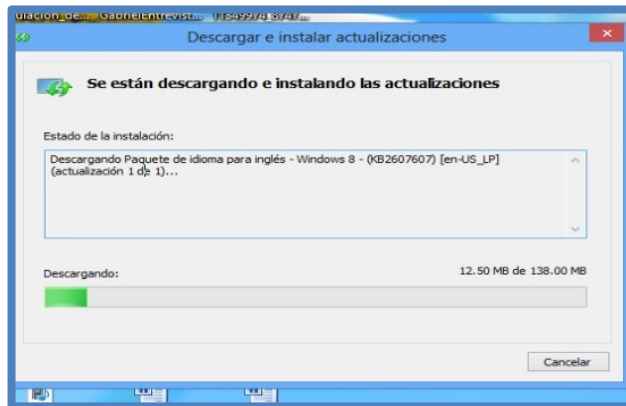 GabrielEntrevist...
Descargar e instalar actualizaciones
Se están descargando e instalando las actualizaciones
Estado de la instalación:
Descargando Paquete de idioma para inglés - Windows 8 - (KB2607607) [en-US_LP]
(actualización 1 de 1)...
Descargando: 12.50 MB de 138.00 MB
Cancelar